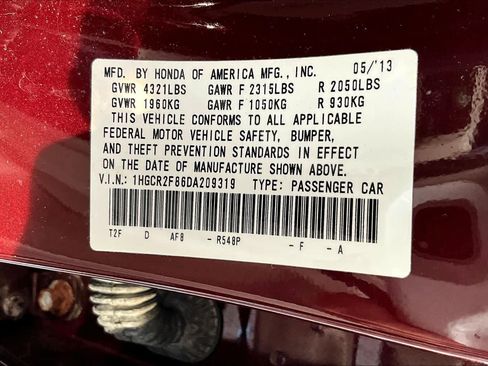 MFD. BY HONDA OF AMERICA MFG., INC. 05/'13
GVWR 4321LBS GAWR F 2315LBS R 2050LBS
GVWR 1960KG GAWR F 1050KG R 930KG
THIS VEHICLE CONFORMS TO ALL APPLICABLE
FEDERAL MOTOR VEHICLE SAFETY, BUMPER,
AND THEFT PREVENTION STANDARDS IN EFFECT
ON THE DATE OF MANUFACTURE SHOWN ABOVE.
V.I.N.: 1HGCR2F86DA209319 TYPE: PASSENGER CAR
T2F D AF8 - R548P - F - A